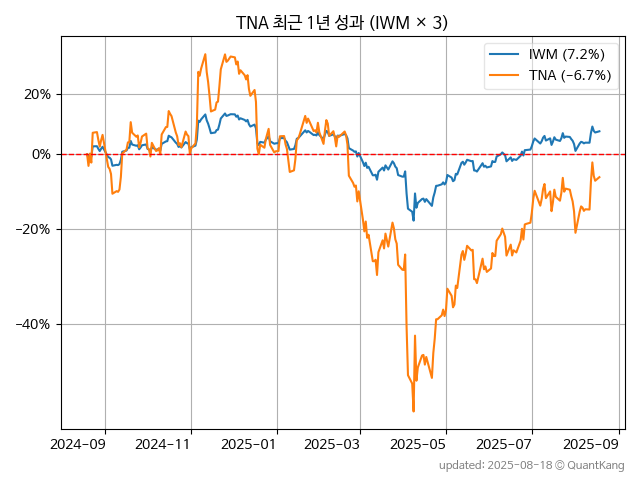 TNA 최근 1년 성과 (IWM × 3)
IWM (7.2%)
TNA (−6.7%)
20%
0%
−20%
−40%
2024−09 2024−11 2025−01 2025−03 2025−05 2025−07 2025−09
updated: 2025-08-18 © QuantKang